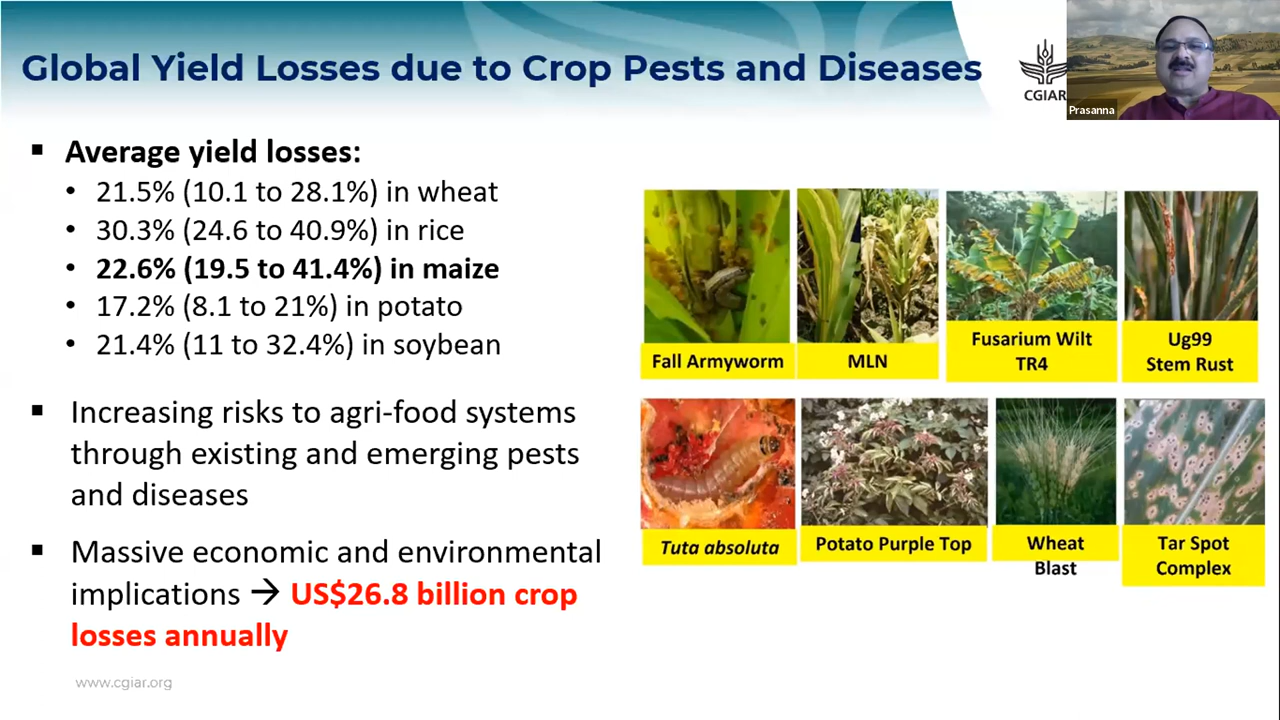 Global Yield Losses due to Crop Pests and Diseases
CGIAR
Prasanna
▪ Average yield losses:
• 21.5% (10.1 to 28.1%) in wheat
• 30.3% (24.6 to 40.9%) in rice
• 22.6% (19.5 to 41.4%) in maize
• 17.2% (8.1 to 21%) in potato
• 21.4% (11 to 32.4%) in soybean
▪ Increasing risks to agri-food systems
through existing and emerging pests
and diseases
▪ Massive economic and environmental
implications → US$26.8 billion crop
losses annually
Fall Armyworm
MLN
Fusarium Wilt
TR4
Ug99
Stem Rust
Tuta absoluta
Potato Purple Top
Wheat
Blast
Tar Spot
Complex
www.cgiar.org